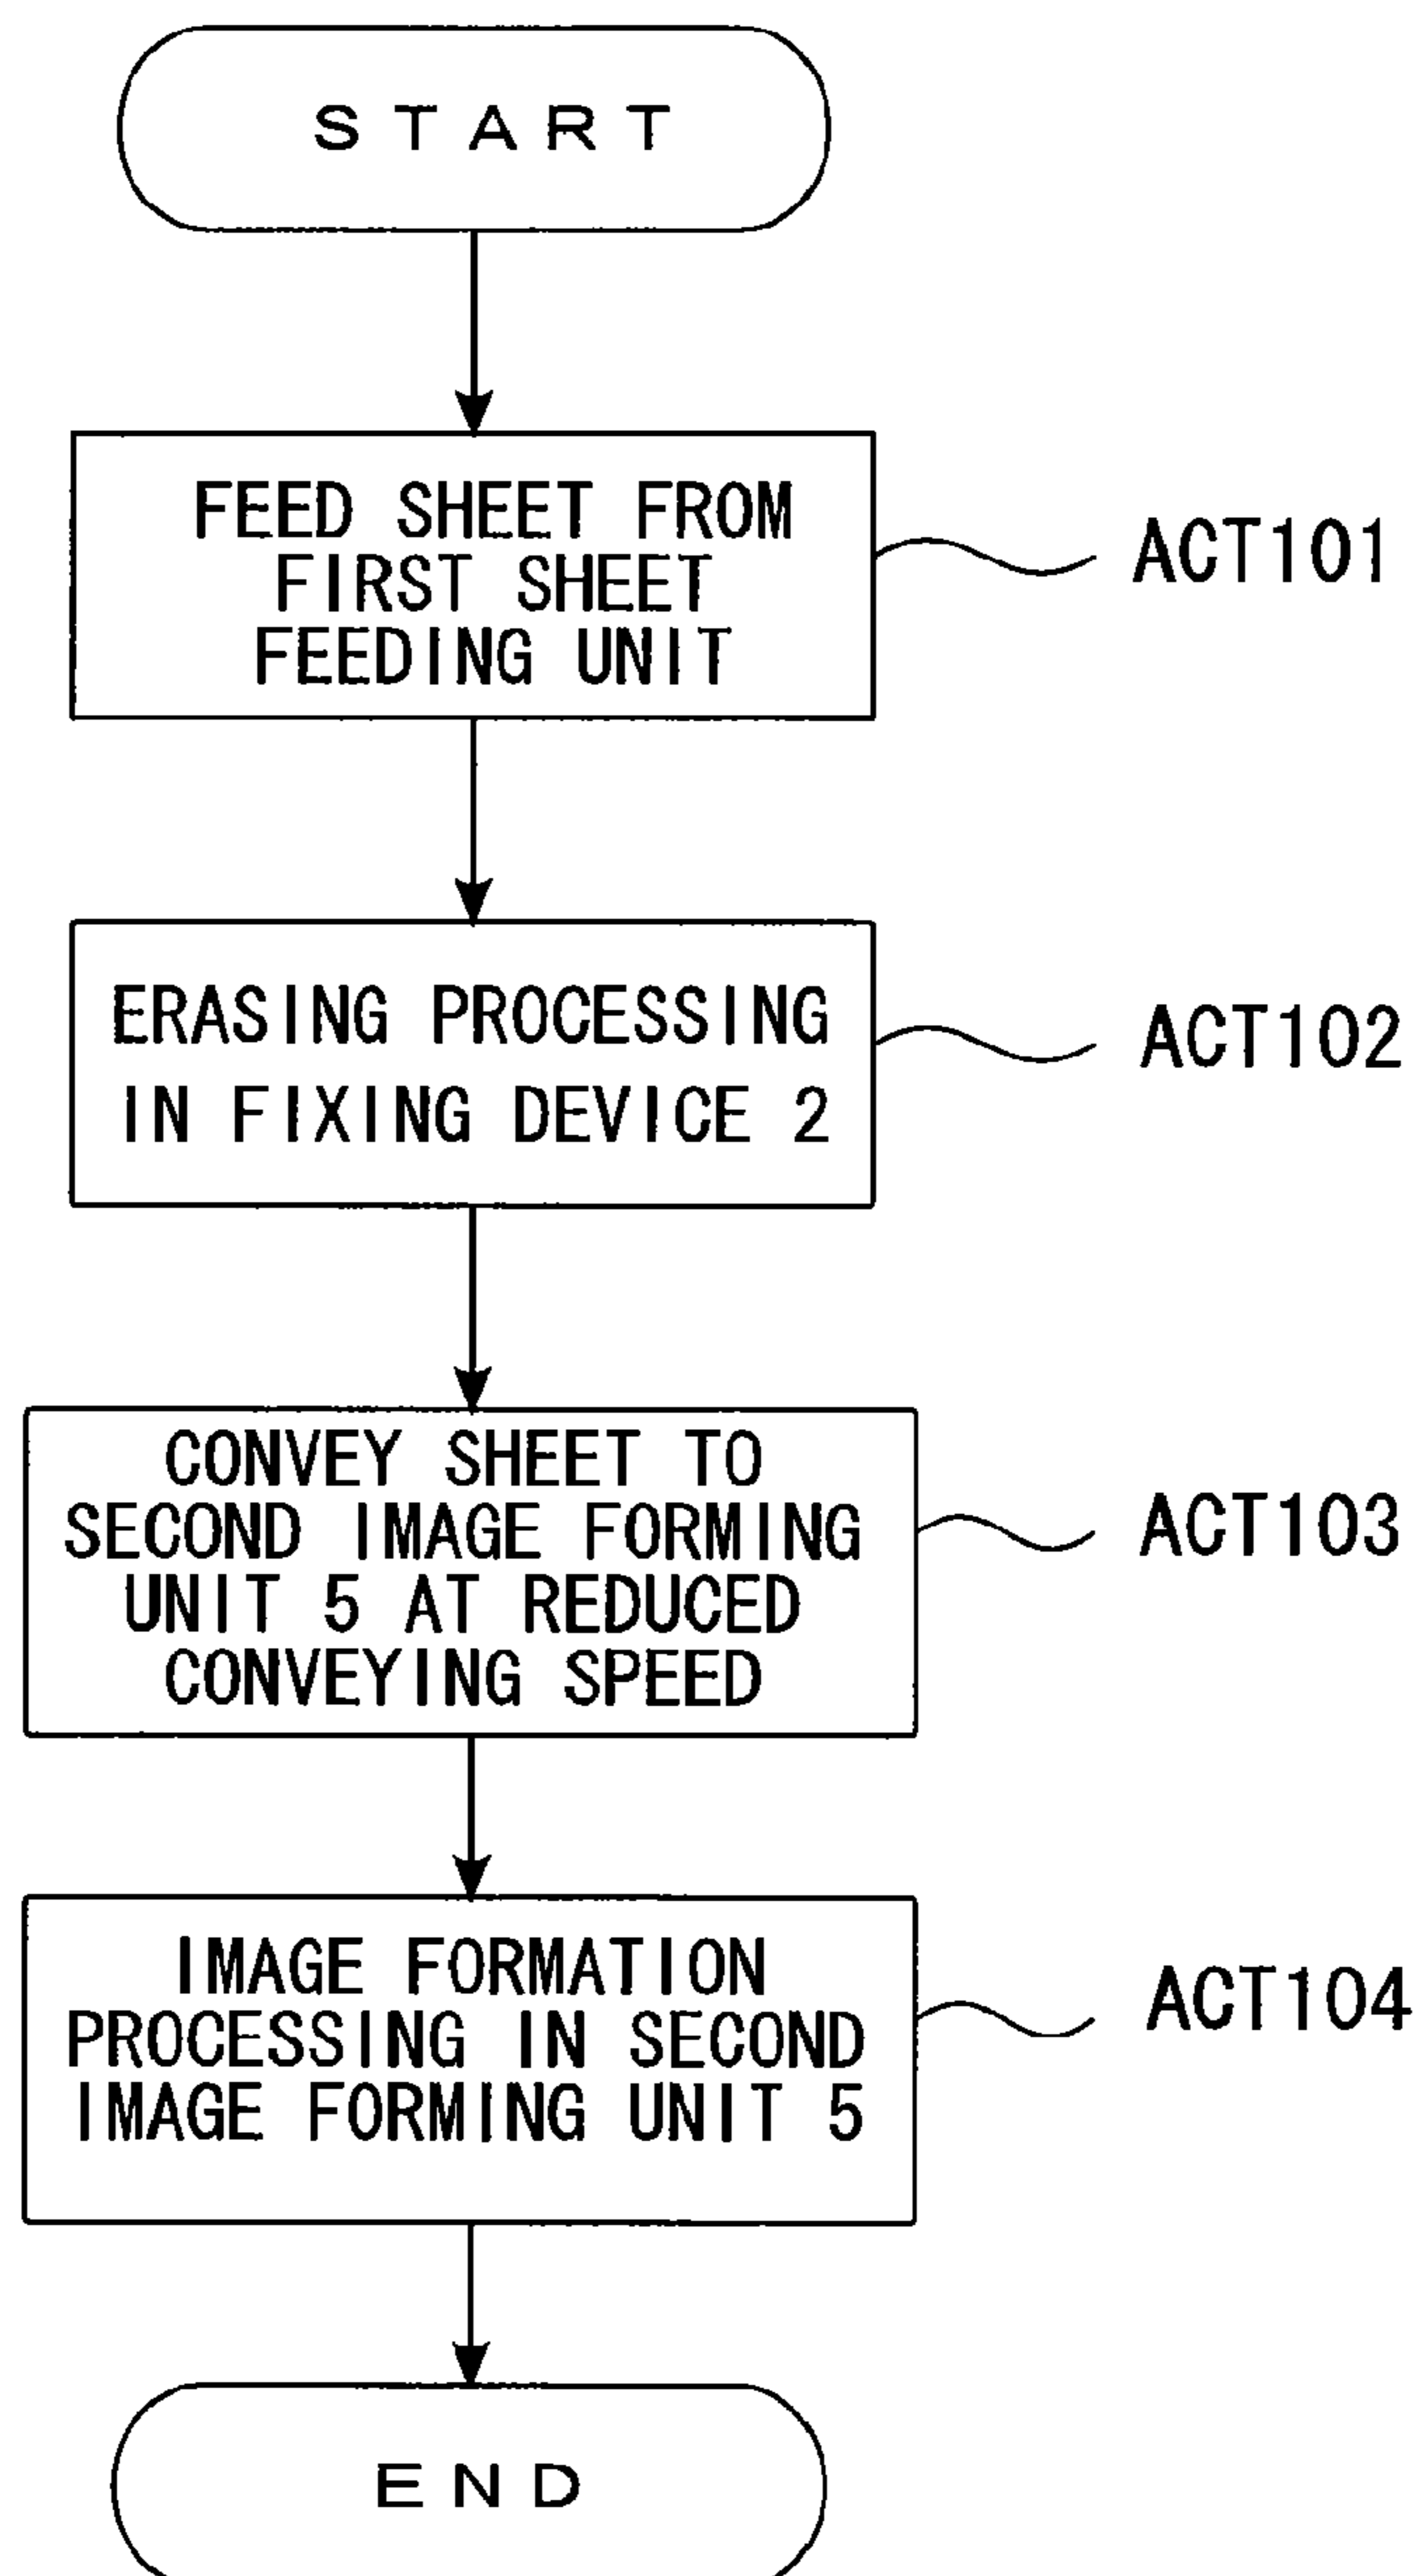 START
FEED SHEET FROM
FIRST SHEET
FEEDING UNIT
ACT101
ERASING PROCESSING
IN FIXING DEVICE 2
ACT102
CONVEY SHEET TO
SECOND IMAGE FORMING
UNIT 5 AT REDUCED
CONVEYING SPEED
ACT103
IMAGE FORMATION
PROCESSING IN SECOND
IMAGE FORMING UNIT 5
ACT104
END